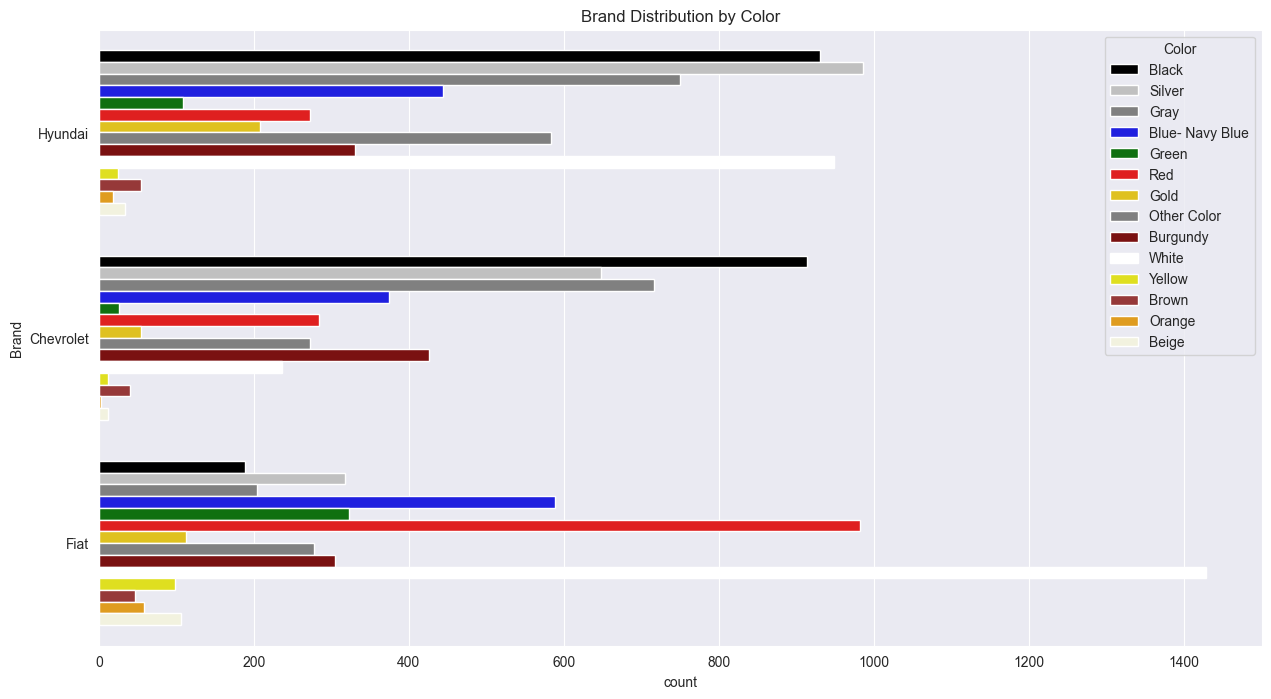 Brand Distribution by Color
Color
Black
Silver
Gray
Blue- Navy Blue
Green
Red
Gold
Other Color
Burgundy
White
Yellow
Brown
Orange
Beige
Brand
Hyundai
Chevrolet
Fiat
0 200 400 600 800 1000 1200 1400
count